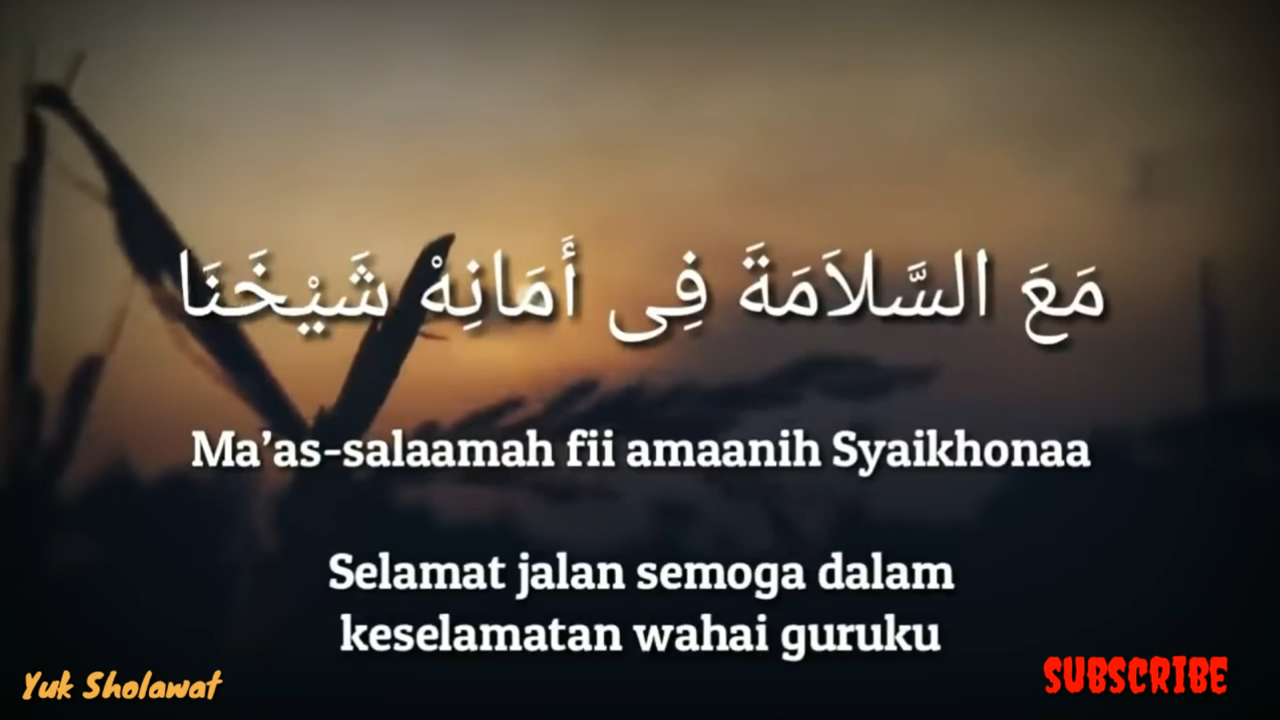 مَعَ السَّلاَمَةَ فِى أَمَانِهْ شَيْخَنَا
Ma’as-salaamah fii amaanih Syaikhonaa
Selamat jalan semoga dalam
keselamatan wahai guruku
Yuk Sholawat
SUBSCRIBE